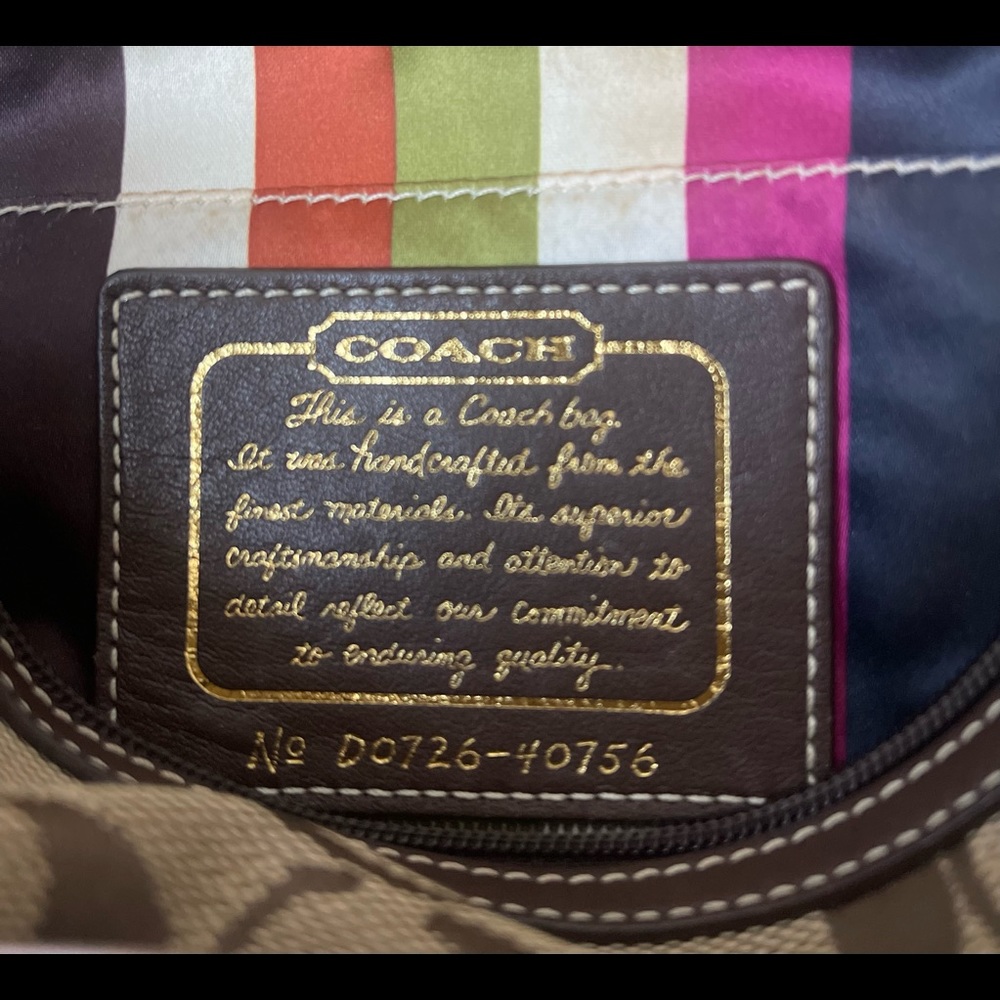 COACH
This is a Coach bag.
It was handcrafted from the
finest materials. Its superior
craftsmanship and attention to
detail reflect our commitment
to enduring quality.
Nº D0726-40756